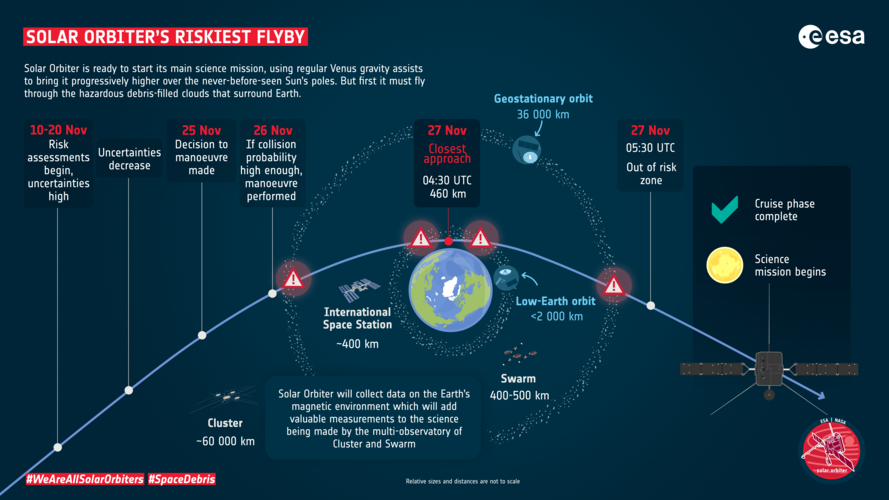 SOLAR ORBITER'S RISKIEST FLYBY
esa
Solar Orbiter is ready to start its main science mission, using regular Venus gravity assists
to bring it progressively higher over the never-before-seen Sun's poles. But first it must fly
through the hazardous debris-filled clouds that surround Earth.
Geostationary orbit
36 000 km
10-20 Nov
Risk
assessments
begin,
uncertainties
high
Uncertainties
decrease
25 Nov
Decision to
manoeuvre
made
26 Nov
If collision
probability
high enough,
manoeuvre
performed
27 Nov
Closest
approach
04:30 UTC
460 km
27 Nov
05:30 UTC
Out of risk
zone
Cruise phase
complete
Science
mission begins
International
Space Station
~400 km
Low-Earth orbit
<2 000 km
Swarm
400-500 km
Cluster
~60 000 km
Solar Orbiter will collect data on the Earth's
magnetic environment which will add
valuable measurements to the science
being made by the multi-observatory of
Cluster and Swarm
ESA | NASA
solar.orbiter
#WeAreAllSolarOrbiters #SpaceDebris
Relative sizes and distances are not to scale